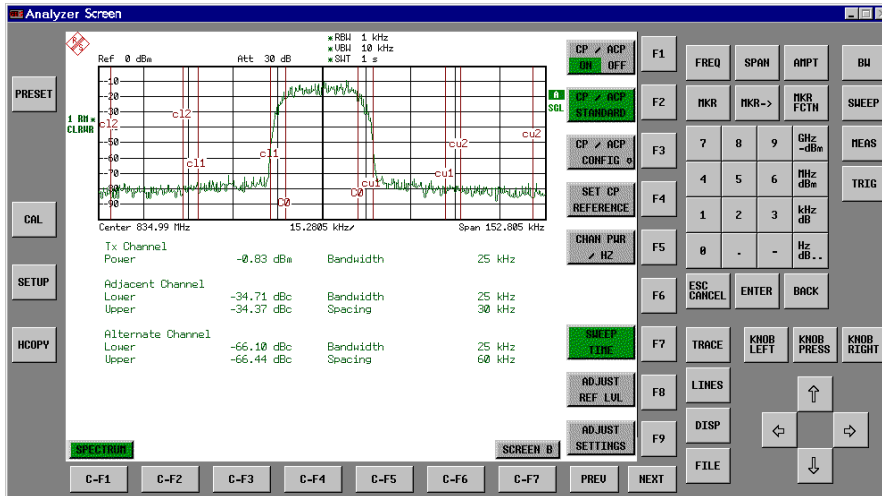 Analyzer Screen
R S
* RBW 1 kHz
* VBW 10 kHz
Ref 0 dBm Att 30 dB * SWT 1 s
-10
-20
-30
-40
-50
-60
-70
-80
-90
1 RM *
CLRWR
A
SGL
cl2
cl2
cl1
cl1
C0
C0
cu1
cu1
cu2
cu2
Center 834.99 MHz 15.2805 kHz/ Span 152.805 kHz
Tx Channel
Power -0.83 dBm Bandwidth 25 kHz
Adjacent Channel
Lower -34.71 dBc Bandwidth 25 kHz
Upper -34.37 dBc Spacing 30 kHz
Alternate Channel
Lower -66.10 dBc Bandwidth 25 kHz
Upper -66.44 dBc Spacing 60 kHz
SPECTRUM
SCREEN B
PRESET
CAL
SETUP
HCOPY
CP / ACP
ON OFF
CP / ACP
STANDARD
CP / ACP
CONFIG
SET CP
REFERENCE
CHAN PWR
/ HZ
SWEEP
TIME
ADJUST
REF LVL
ADJUST
SETTINGS
F1
F2
F3
F4
F5
F6
F7
F8
F9
C-F1 C-F2 C-F3 C-F4 C-F5 C-F6 C-F7 PREV NEXT
FREQ SPAN AMPT BW
MKR MKR-> MKR FCTN SWEEP
7 8 9 GHz -dBm MEAS
4 5 6 MHz dBm TRIG
1 2 3 kHz dB
0 . - Hz dB..
ESC CANCEL ENTER BACK
TRACE KNOB LEFT KNOB PRESS KNOB RIGHT
LINES
DISP
FILE